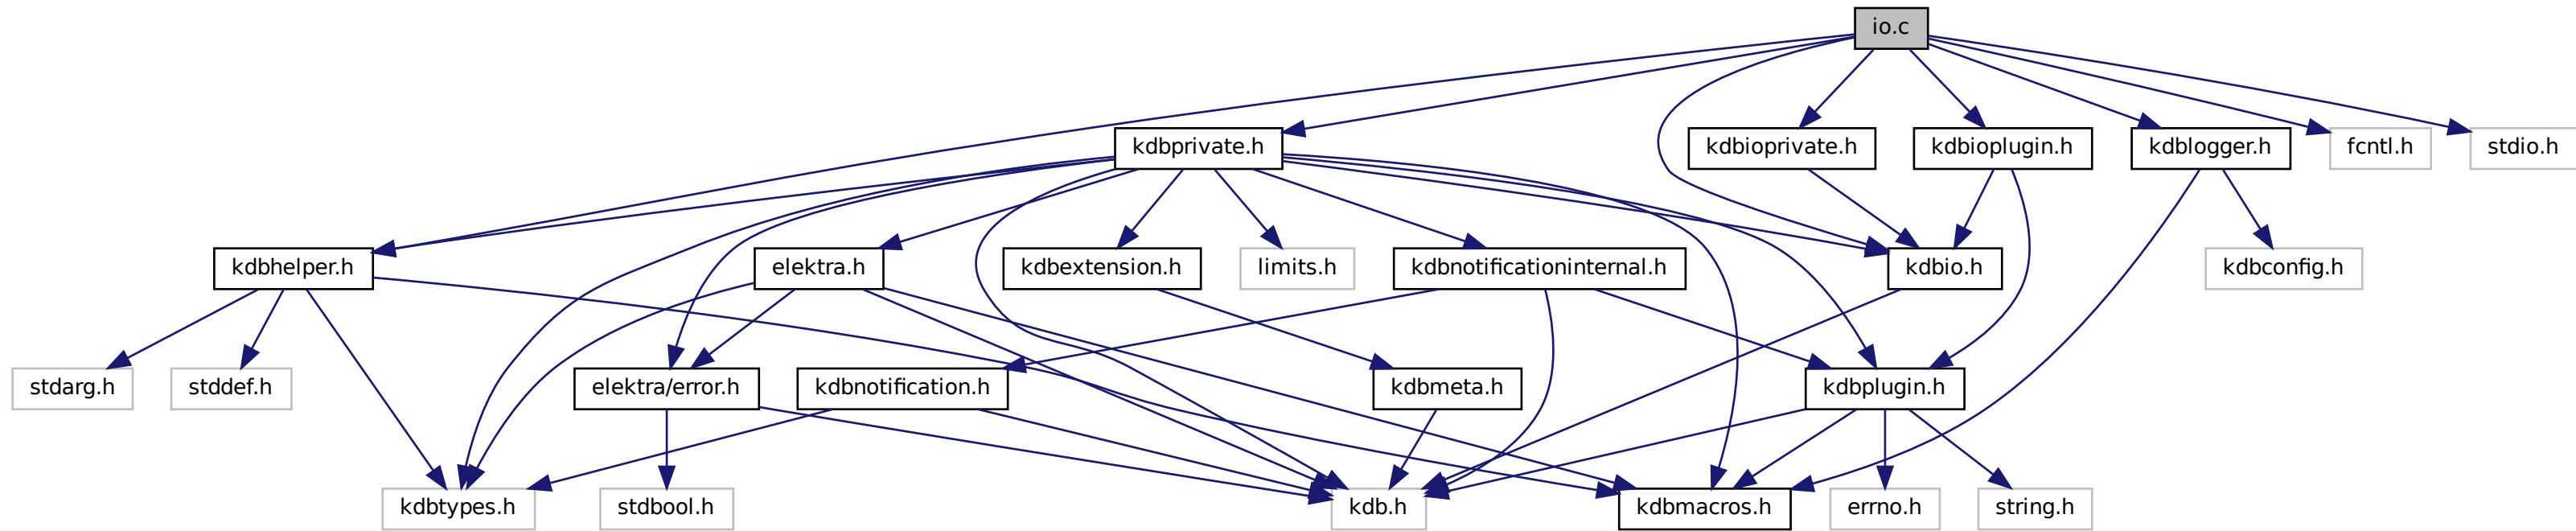 io.c
kdbprivate.h
kdbioprivate.h
kdbioplugin.h
kdblogger.h
fcntl.h
stdio.h
kdbhelper.h
elektra.h
kdbextension.h
limits.h
kdbnotificationinternal.h
kdbio.h
kdbconfig.h
stdarg.h
stddef.h
elektra/error.h
kdbnotification.h
kdbmeta.h
kdbplugin.h
kdbtypes.h
stdbool.h
kdb.h
kdbmacros.h
errno.h
string.h